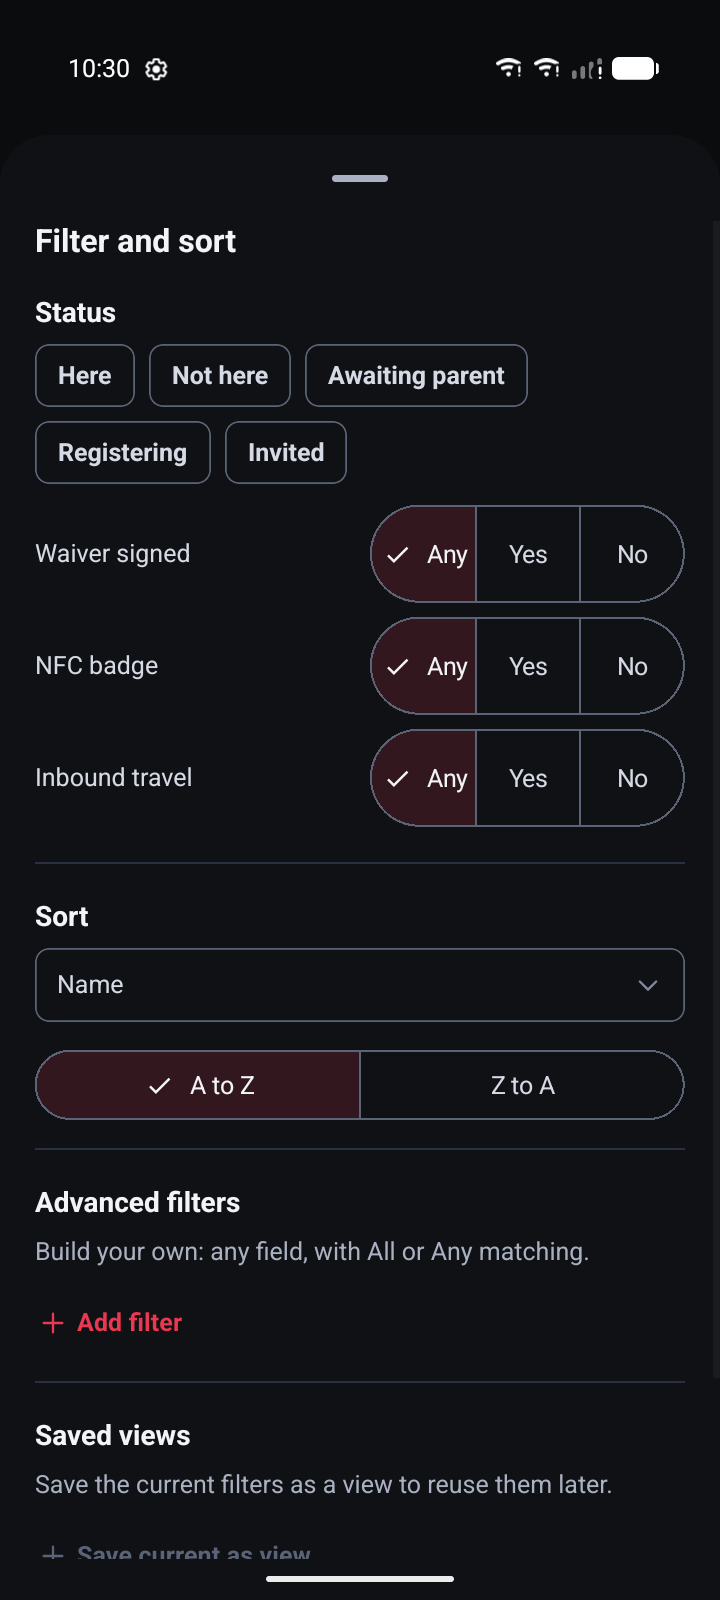 10:30
Filter and sort
Status
Here Not here Awaiting parent
Registering Invited
Waiver signed Any Yes No
NFC badge Any Yes No
Inbound travel Any Yes No
Sort
Name
A to Z Z to A
Advanced filters
Build your own: any field, with All or Any matching.
Add filter
Saved views
Save the current filters as a view to reuse them later.
Save current as view